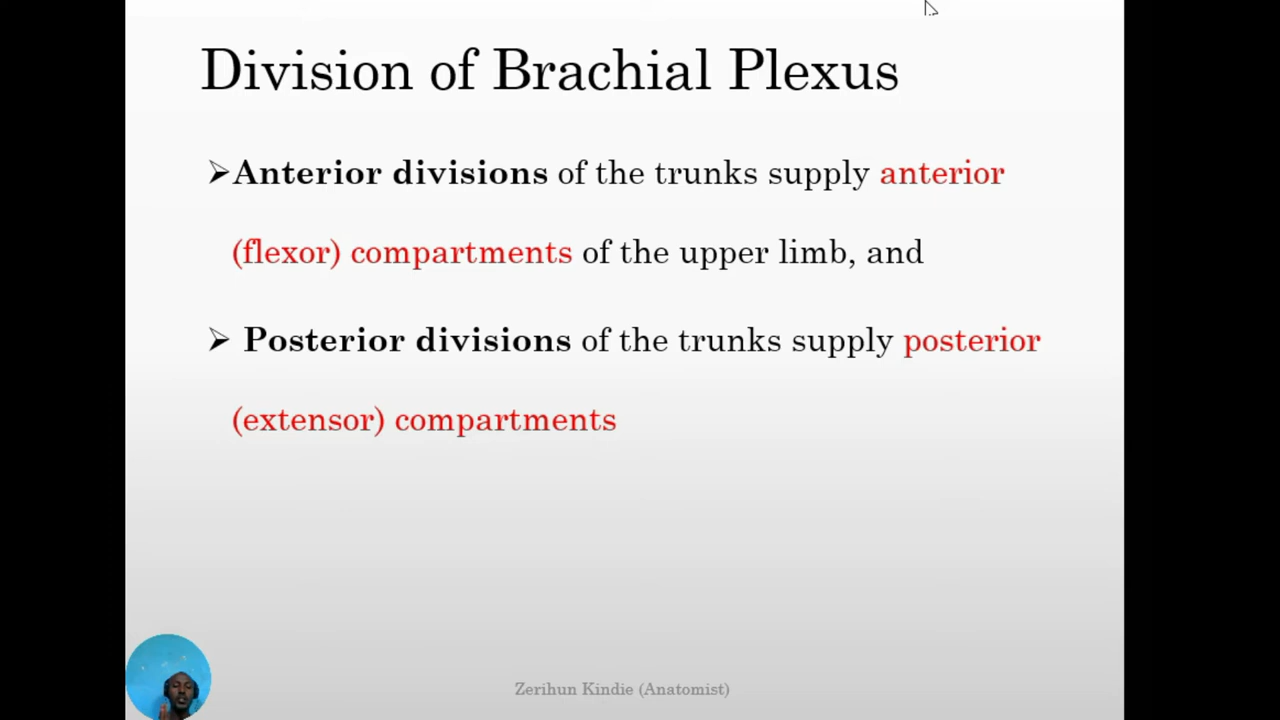 Division of Brachial Plexus
➢Anterior divisions of the trunks supply anterior
(flexor) compartments of the upper limb, and
➢ Posterior divisions of the trunks supply posterior
(extensor) compartments
Zerihun Kindie (Anatomist)